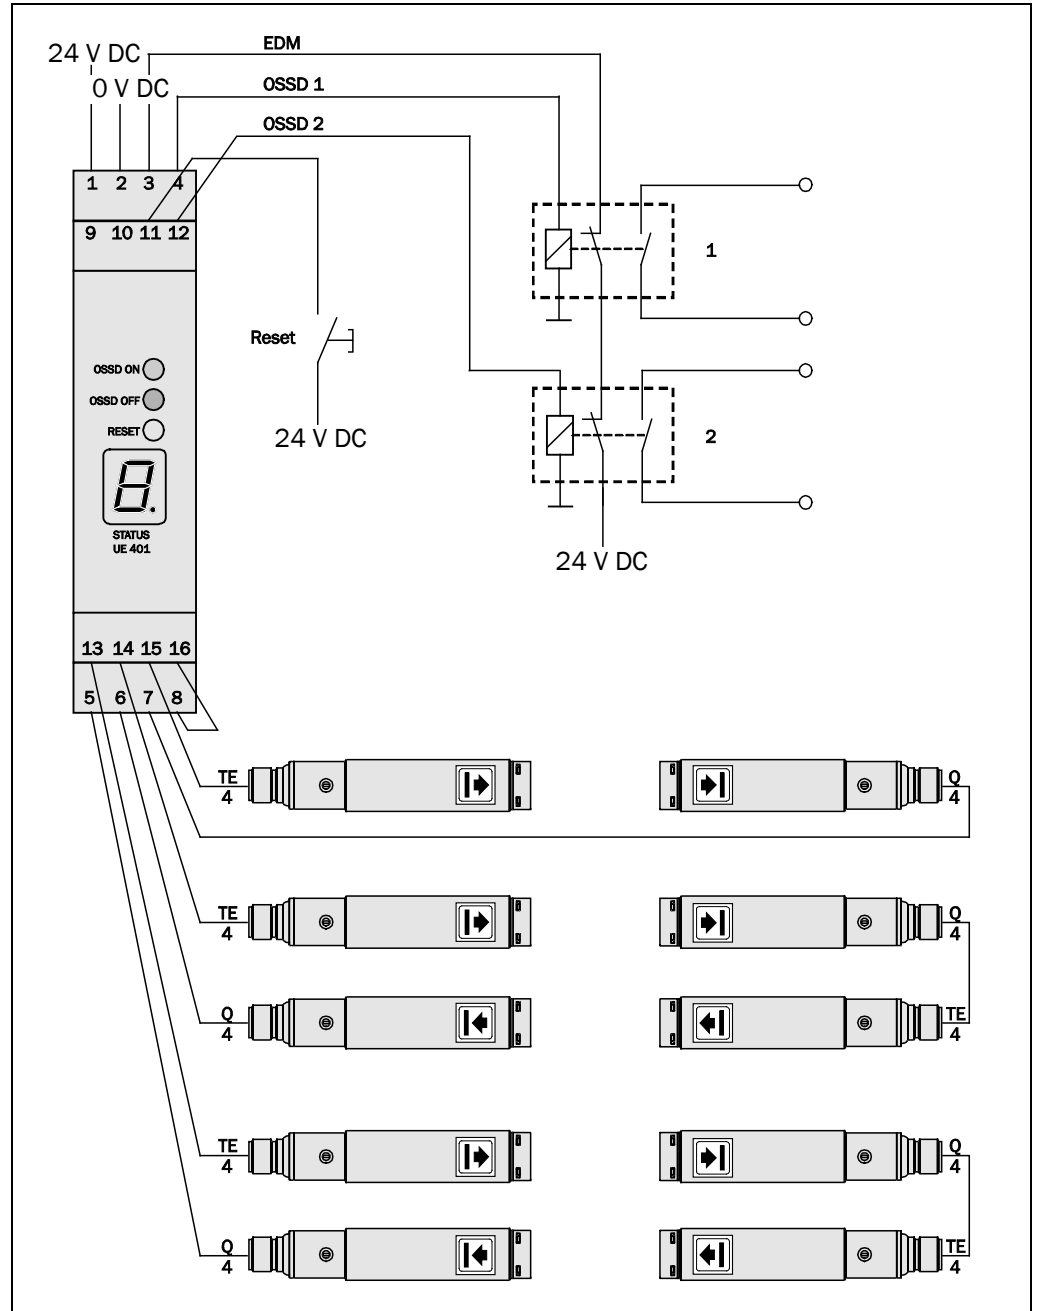 EDM
24 V DC
OSSD 1
0 V DC
OSSD 2
1 2 3 4
9 10 11 12
1
Reset
OSSD ON
OSSD OFF
RESET
24 V DC
2
8.
STATUS
UE 401
24 V DC
13 14 15 16
5 6 7 8
TE
4
Q
4
TE
4
Q
4
Q
4
TE
4
TE
4
Q
4
Q
4
TE
4